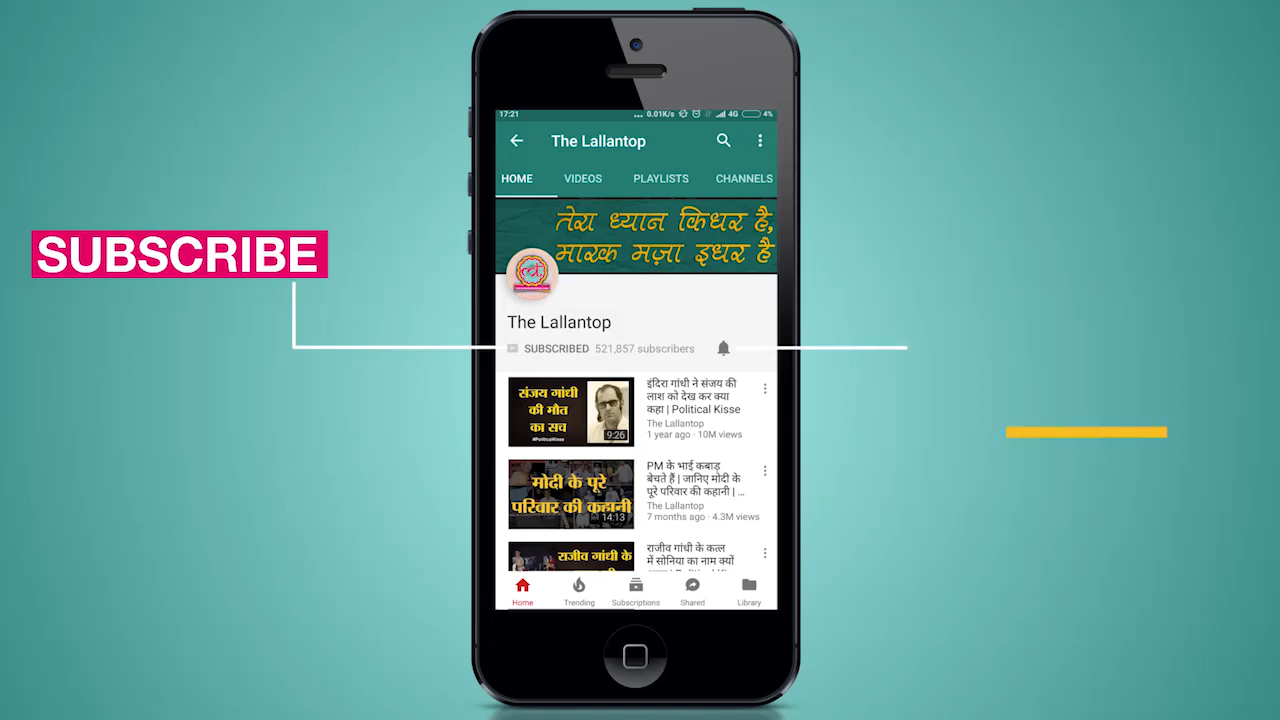 17:21 ... 0.01K/s 4G 4%
The Lallantop
HOME VIDEOS PLAYLISTS CHANNELS
तेरा ध्यान किधर है,
मारक मज़ा इधर है
SUBSCRIBE
The Lallantop
SUBSCRIBED 521,857 subscribers
संजय गांधी
की मौत
का सच
#PoliticalKisse
9:26
इंदिरा गांधी ने संजय की
लाश को देख कर क्या
कहा | Political Kisse
The Lallantop
1 year ago · 10M views
मोदी के पूरे
परिवार की कहानी
14:13
PM के भाई कबाड़
बेचते हैं | जानिए मोदी के
पूरे परिवार की कहानी | ...
The Lallantop
7 months ago · 4.3M views
राजीव गांधी के
राजीव गांधी के कत्ल
में सोनिया का नाम क्यों
Home Trending Subscriptions Shared Library